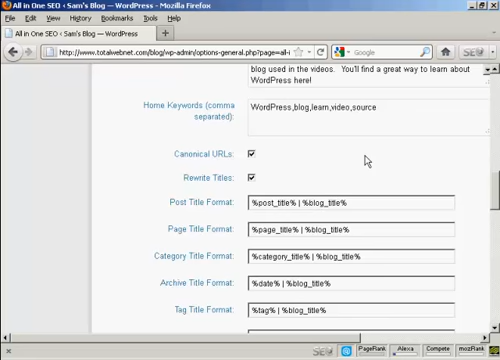 All in One SEO ‹ Sam's Blog — WordPress - Mozilla Firefox
File Edit View History Bookmarks Tools Help
All in One SEO ‹ Sam's Blog — WordPress
http://www.totalwebnet.com/blog/wp-admin/options-general.php?page=all-i
Google
blog used in the videos. You'll find a great way to learn about
WordPress here!
Home Keywords (comma
separated):
WordPress,blog,learn,video,source
Canonical URLs:
Rewrite Titles:
Post Title Format: %post_title% | %blog_title%
Page Title Format: %page_title% | %blog_title%
Category Title Format: %category_title% | %blog_title%
Archive Title Format: %date% | %blog_title%
Tag Title Format: %tag% | %blog_title%
SEO PageRank Alexa Compete mozRank